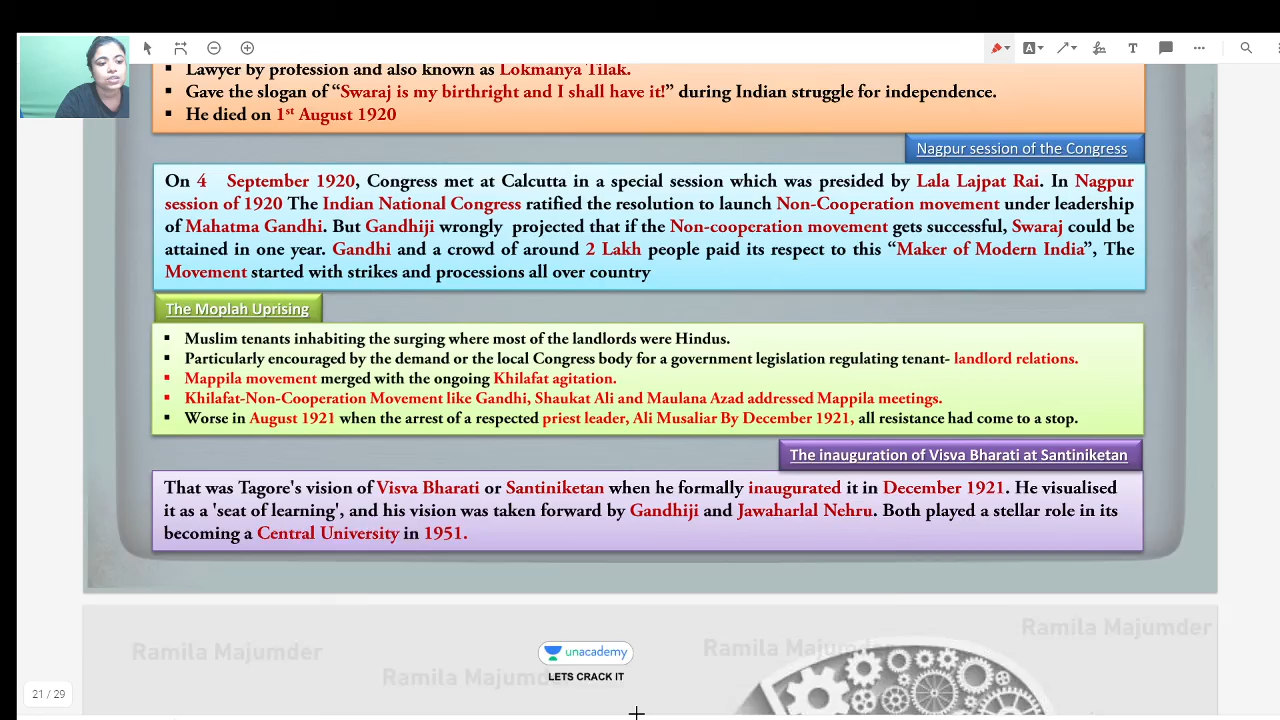 Lawyer by profession and also known as Lokmanya Tilak.
Gave the slogan of “Swaraj is my birthright and I shall have it!” during Indian struggle for independence.
He died on 1st August 1920
Nagpur session of the Congress
On 4 September 1920, Congress met at Calcutta in a special session which was presided by Lala Lajpat Rai. In Nagpur
session of 1920 The Indian National Congress ratified the resolution to launch Non-Cooperation movement under leadership
of Mahatma Gandhi. But Gandhiji wrongly projected that if the Non-cooperation movement gets successful, Swaraj could be
attained in one year. Gandhi and a crowd of around 2 Lakh people paid its respect to this “Maker of Modern India”, The
Movement started with strikes and processions all over country
The Moplah Uprising
Muslim tenants inhabiting the surging where most of the landlords were Hindus.
Particularly encouraged by the demand or the local Congress body for a government legislation regulating tenant- landlord relations.
Mappila movement merged with the ongoing Khilafat agitation.
Khilafat-Non-Cooperation Movement like Gandhi, Shaukat Ali and Maulana Azad addressed Mappila meetings.
Worse in August 1921 when the arrest of a respected priest leader, Ali Musaliar By December 1921, all resistance had come to a stop.
The inauguration of Visva Bharati at Santiniketan
That was Tagore's vision of Visva Bharati or Santiniketan when he formally inaugurated it in December 1921. He visualised
it as a 'seat of learning', and his vision was taken forward by Gandhiji and Jawaharlal Nehru. Both played a stellar role in its
becoming a Central University in 1951.
Ramila Majumder
Ramila Majumder
Ramila Majumder
Ramila Majumder
unacademy
LETS CRACK IT
21 / 29